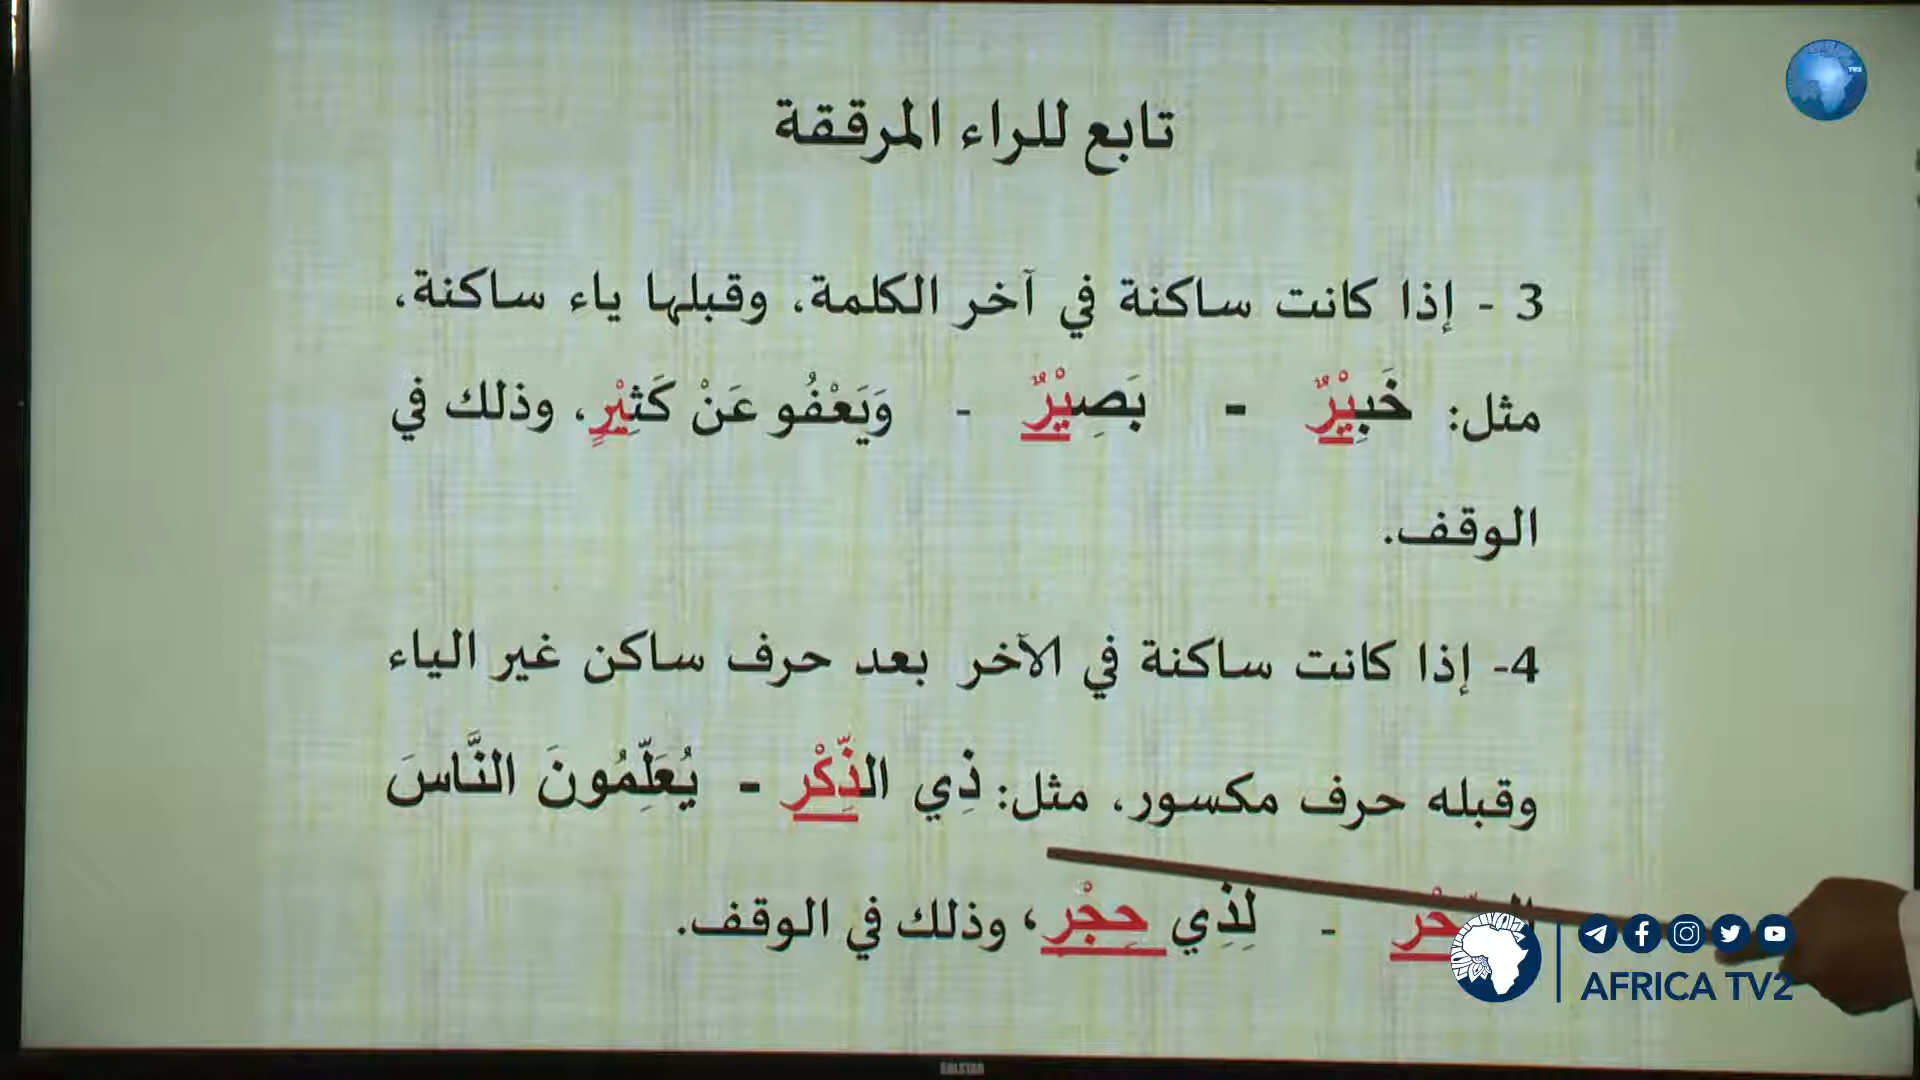 تابع للراء المرققة
3 - إذا كانت ساكنة في آخر الكلمة، وقبلها ياء ساكنة،
مثل: خَبِيْرٌ - بَصِيْرٌ - وَيَعْفُو عَنْ كَثِيْرٍ، وذلك في
الوقف.
4- إذا كانت ساكنة في الآخر بعد حرف ساكن غير الياء
وقبله حرف مكسور، مثل: ذِي الذِّكْر - يُعَلِّمُونَ النَّاسَ
- لِذِي حِجْر، وذلك في الوقف.
AFRICA TV2